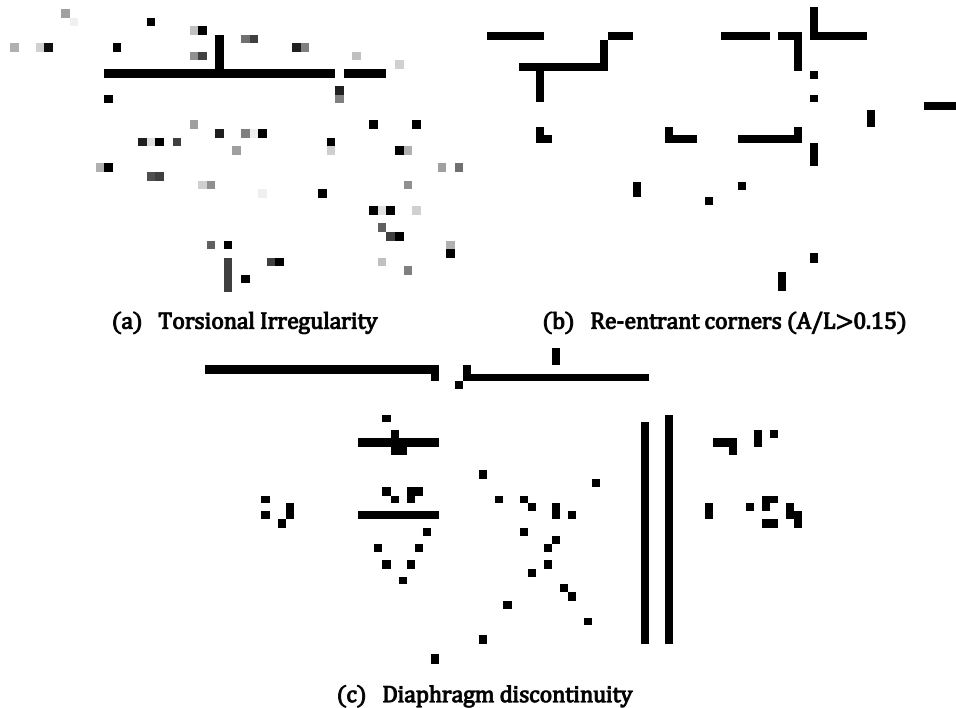 (a) Torsional Irregularity
(b) Re-entrant corners (A/L>0.15)
(c) Diaphragm discontinuity